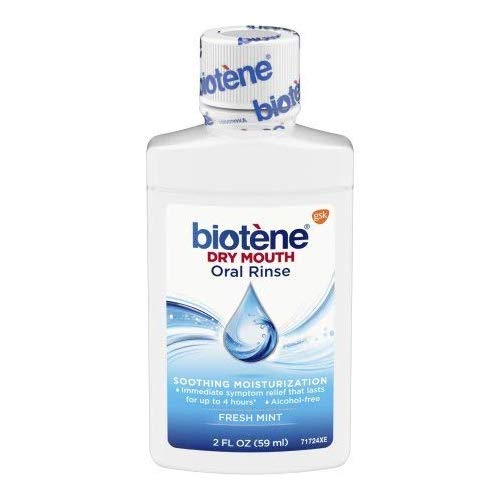 biotène®
biotène
gsk
biotène®
DRY MOUTH
Oral Rinse
SOOTHING MOISTURIZATION
• Immediate symptom relief that lasts
for up to 4 hours* • Alcohol-free
FRESH MINT
2 FL OZ (59 ml)
71724XE